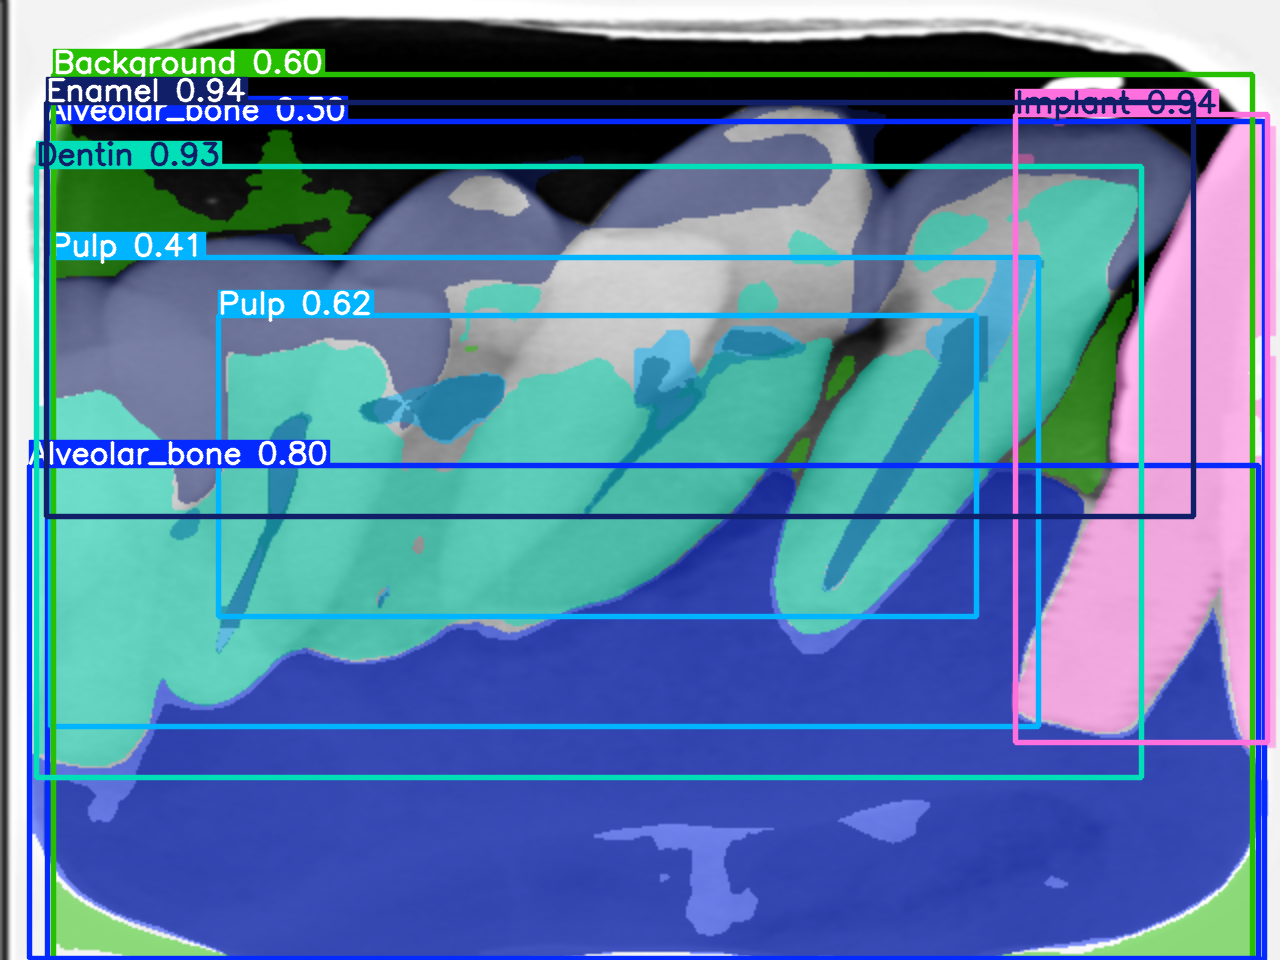 Background 0.60
Enamel 0.94
Alveolar_bone 0.30
Implant 0.94
Dentin 0.93
Pulp 0.41
Pulp 0.62
Alveolar_bone 0.80